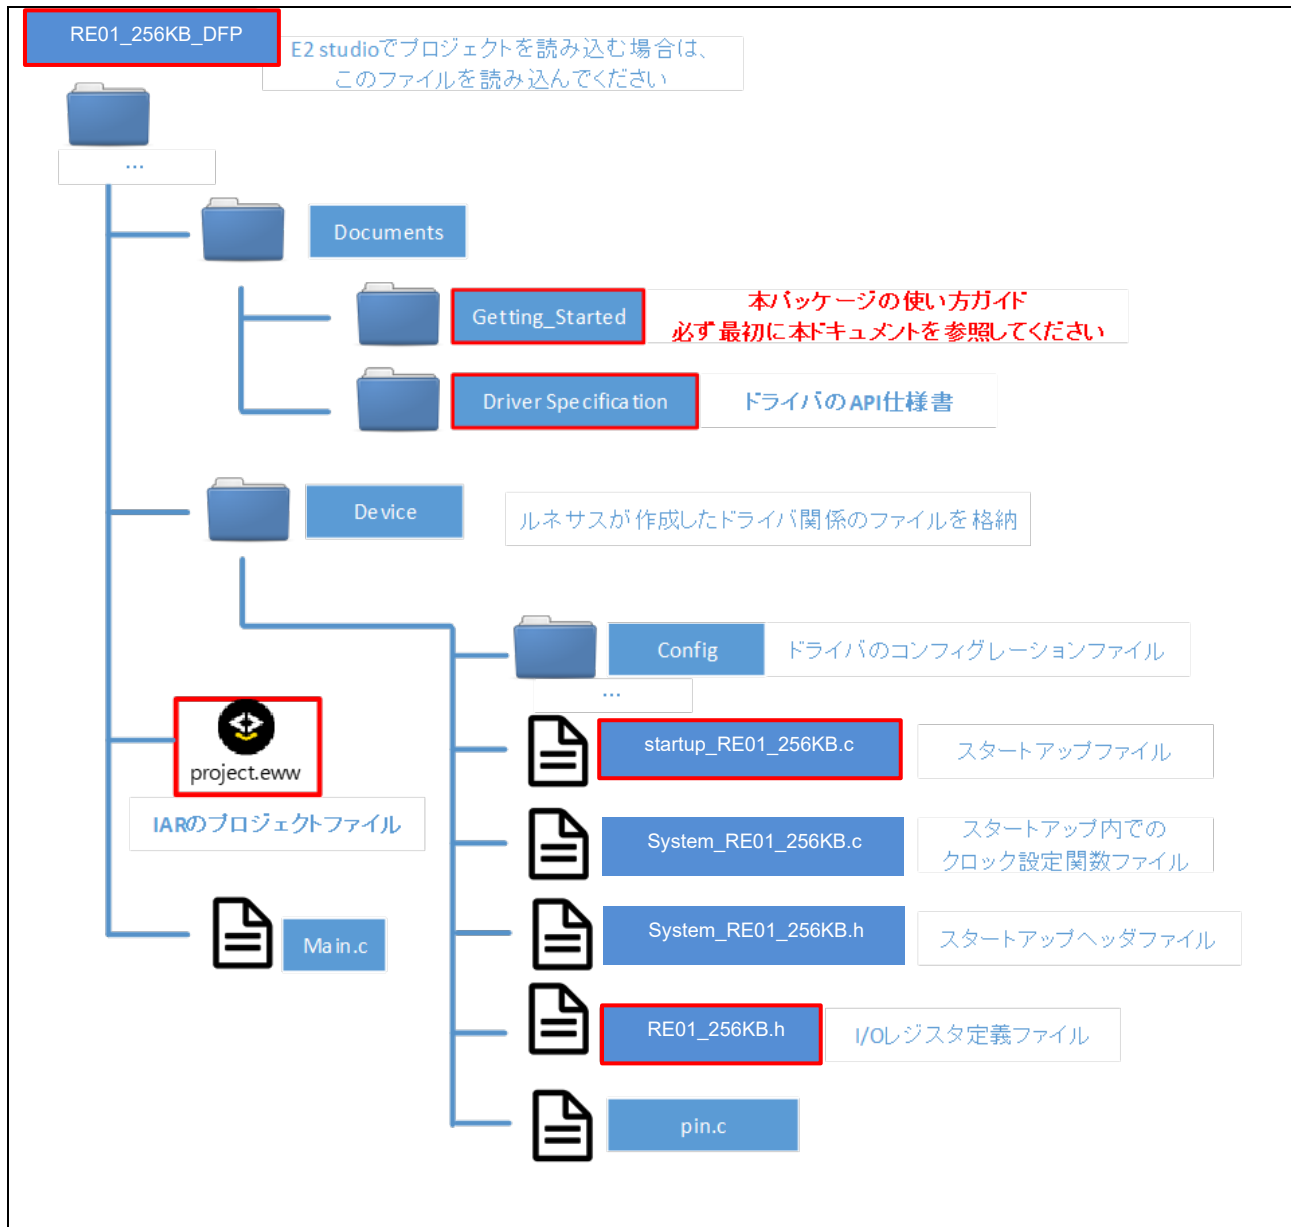 RE01_256KB_DFP
E2 studioでプロジェクトを読み込む場合は、
このファイルを読み込んでください
...
Documents
Getting_Started
本パッケージの使い方ガイド
必ず最初に本ドキュメントを参照してください
Driver Specification
ドライバのAPI仕様書
Device
ルネサスが作成したドライバ関係のファイルを格納
Config
ドライバのコンフィグレーションファイル
...
project.eww
IARのプロジェクトファイル
startup_RE01_256KB.c
スタートアップファイル
System_RE01_256KB.c
スタートアップ内での
クロック設定関数ファイル
System_RE01_256KB.h
スタートアップヘッダファイル
Main.c
RE01_256KB.h
I/Oレジスタ定義ファイル
pin.c